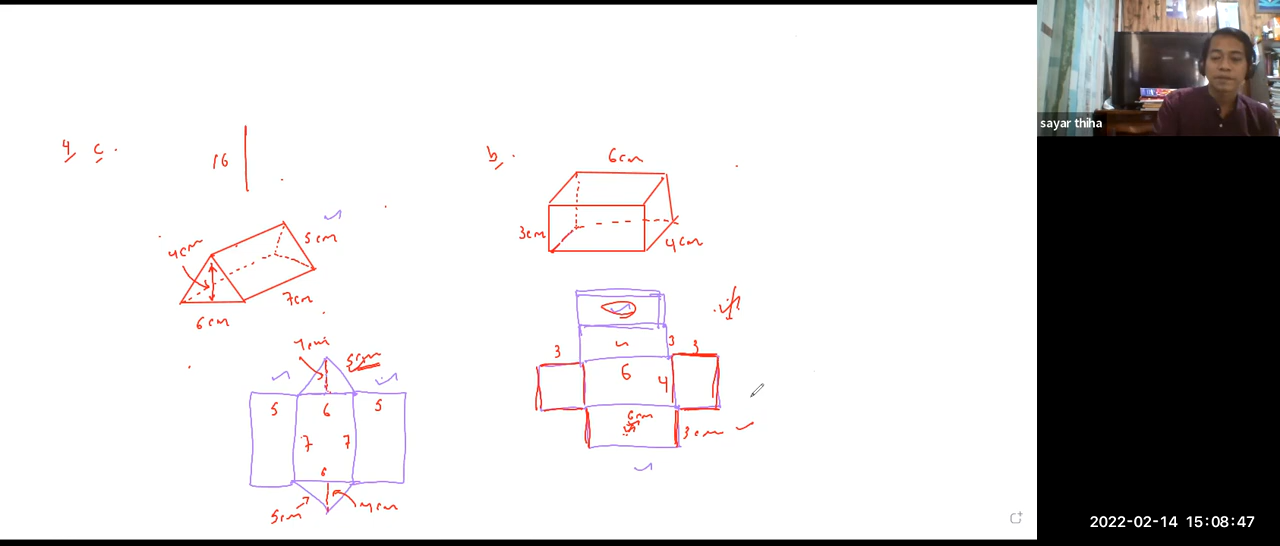 4 c .
16
4cm
5cm
7cm
6cm
4cm
5cm
5 6 5
7 7
6
5cm
4cm
b .
6cm
3cm
4cm
3 3
3
6 4
6cm
3cm
sayar thiha
2022-02-14 15:08:47